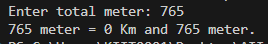 Enter total meter: 765
765 meter = 0 Km and 765 meter.